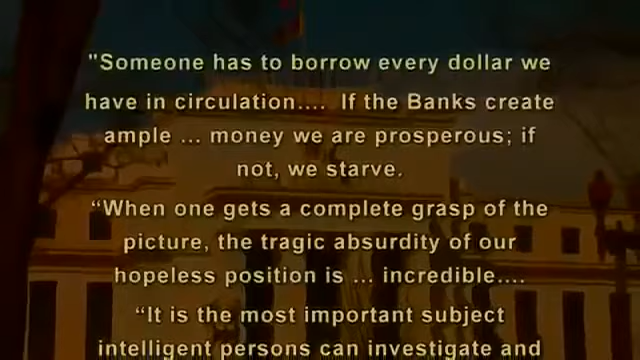 "Someone has to borrow every dollar we
have in circulation.... If the Banks create
ample ... money we are prosperous; if
not, we starve.
“When one gets a complete grasp of the
picture, the tragic absurdity of our
hopeless position is ... incredible....
“It is the most important subject
intelligent persons can investigate and